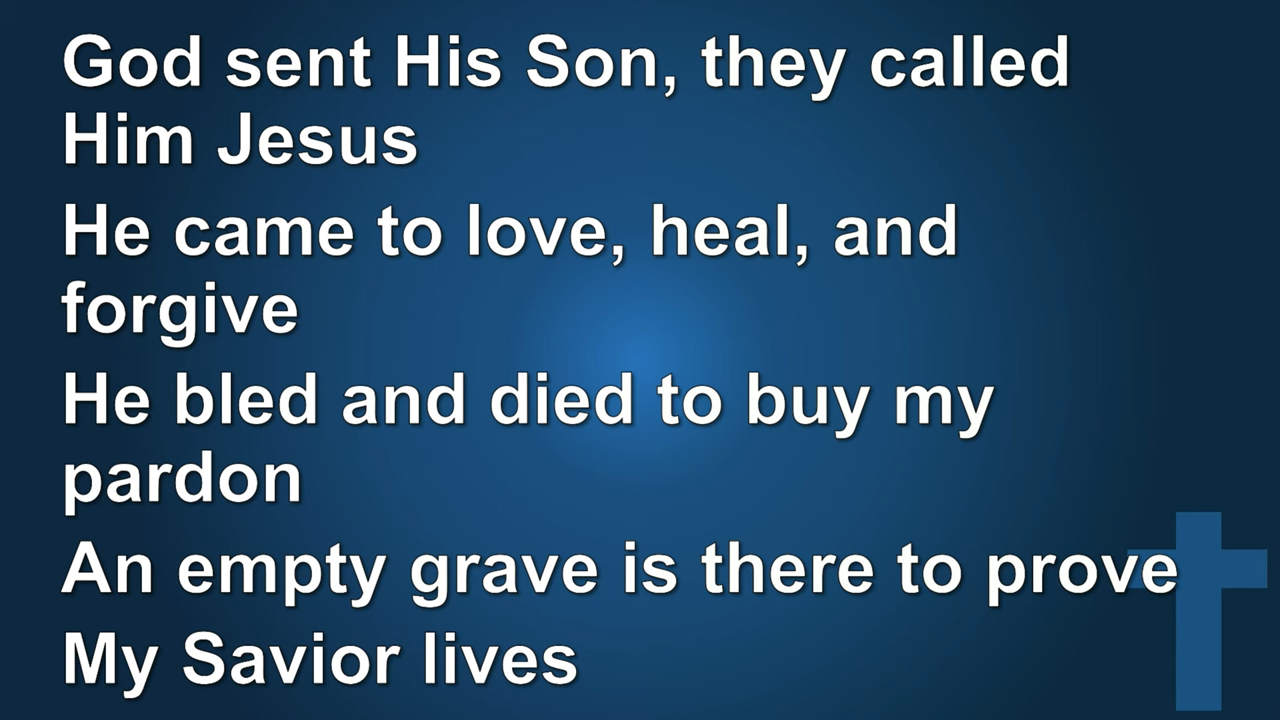 God sent His Son, they called
Him Jesus
He came to love, heal, and
forgive
He bled and died to buy my
pardon
An empty grave is there to prove
My Savior lives